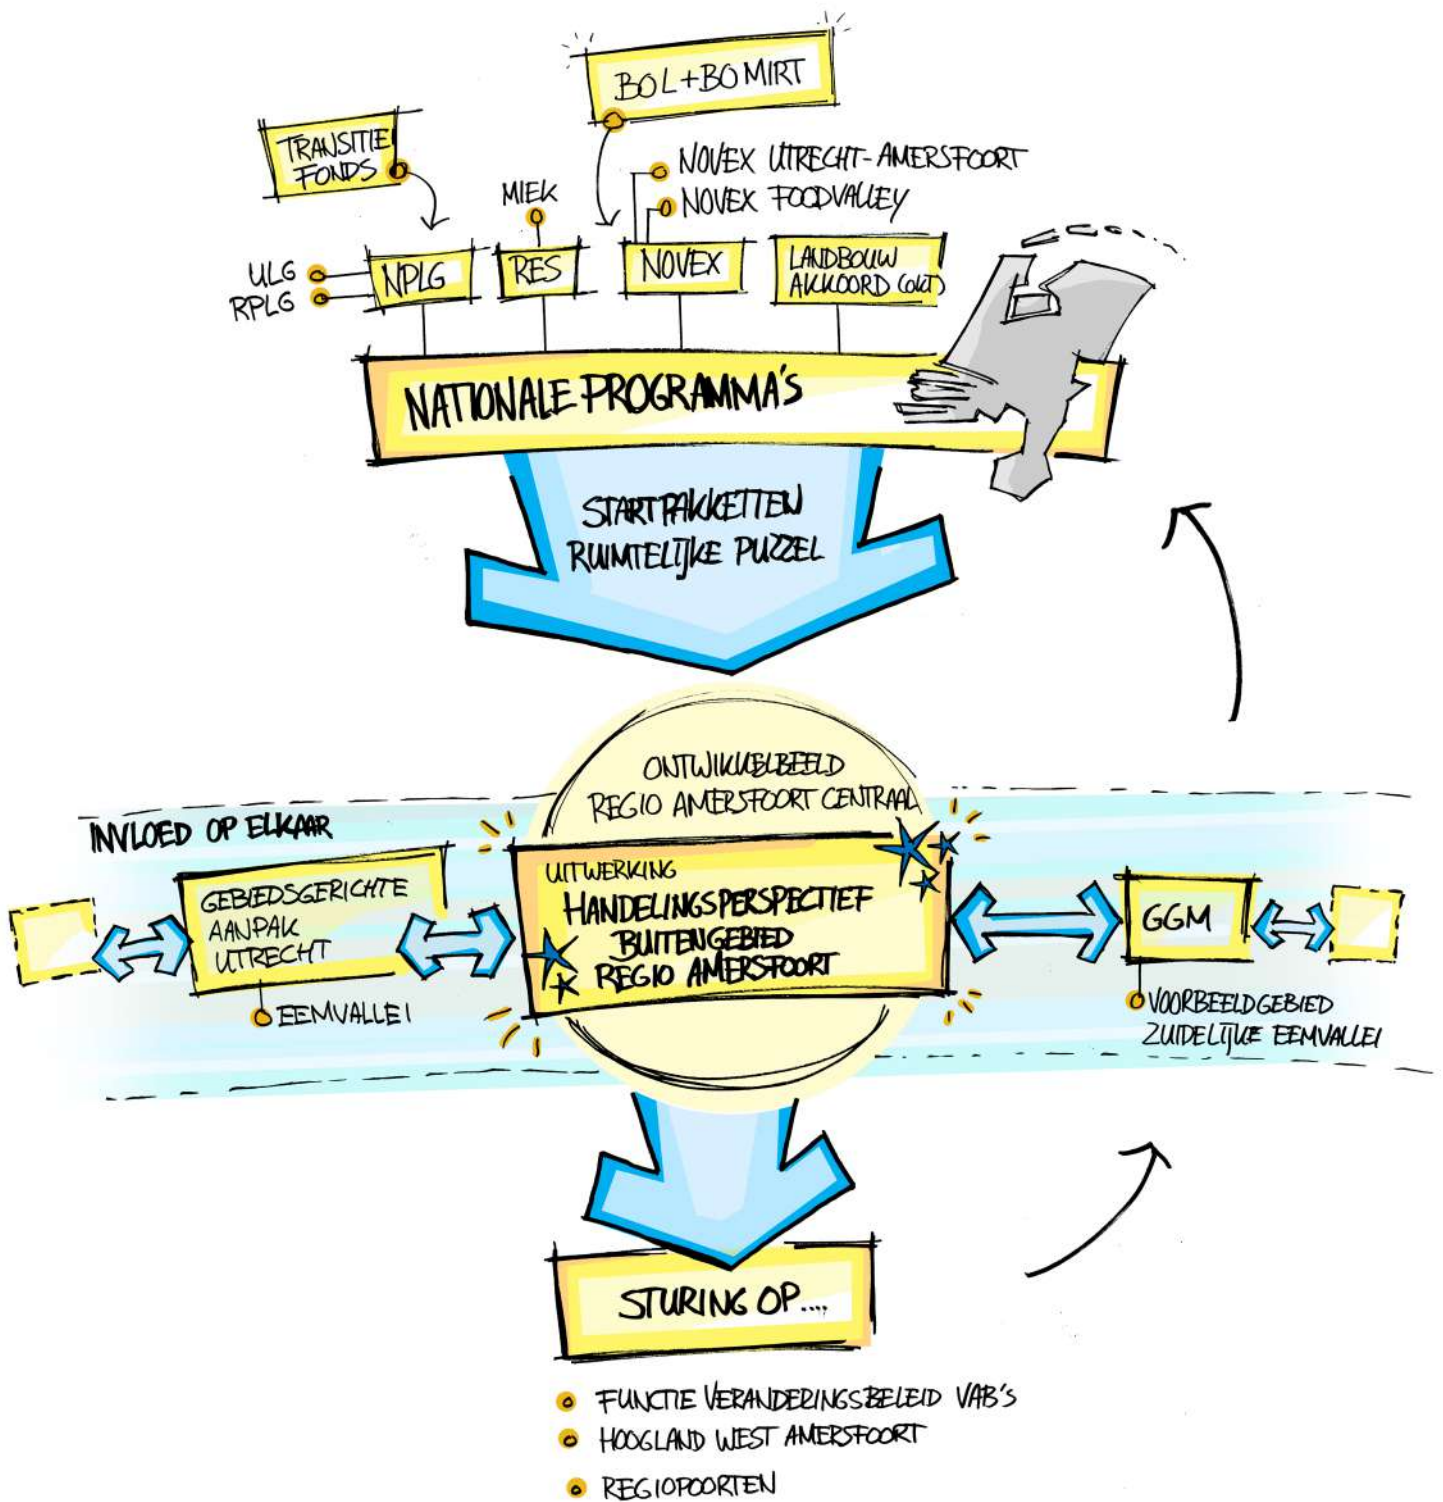 BOL+BO MIRT
TRANSITIE
FONDS
NOVEX UTRECHT-AMERSFOORT
NOVEX FOODVALLEY
MIEK
ULG
RPLG
NPLG
RES
NOVEX
LANDBOUW
AKKOORD (OKT)
NATIONALE PROGRAMMA'S
STARTPAKKETTEN
RUIMTELIJKE PUZZEL
ONTWIKKELBEELD
REGIO AMERSFOORT CENTRAAL
INVLOED OP ELKAAR
GEBIEDSGERICHTE
AANPAK
UTRECHT
EEMVALLEI
UITWERKING
HANDELINGSPERSPECTIEF
BUITENGEBIED
REGIO AMERSFOORT
GGM
VOORBEELDGEBIED
ZUIDELIJKE EEMVALLEI
STURING OP....
FUNCTIE VERANDERINGSBELEID VAB'S
HOOGLAND WEST AMERSFOORT
REGIOPOORTEN